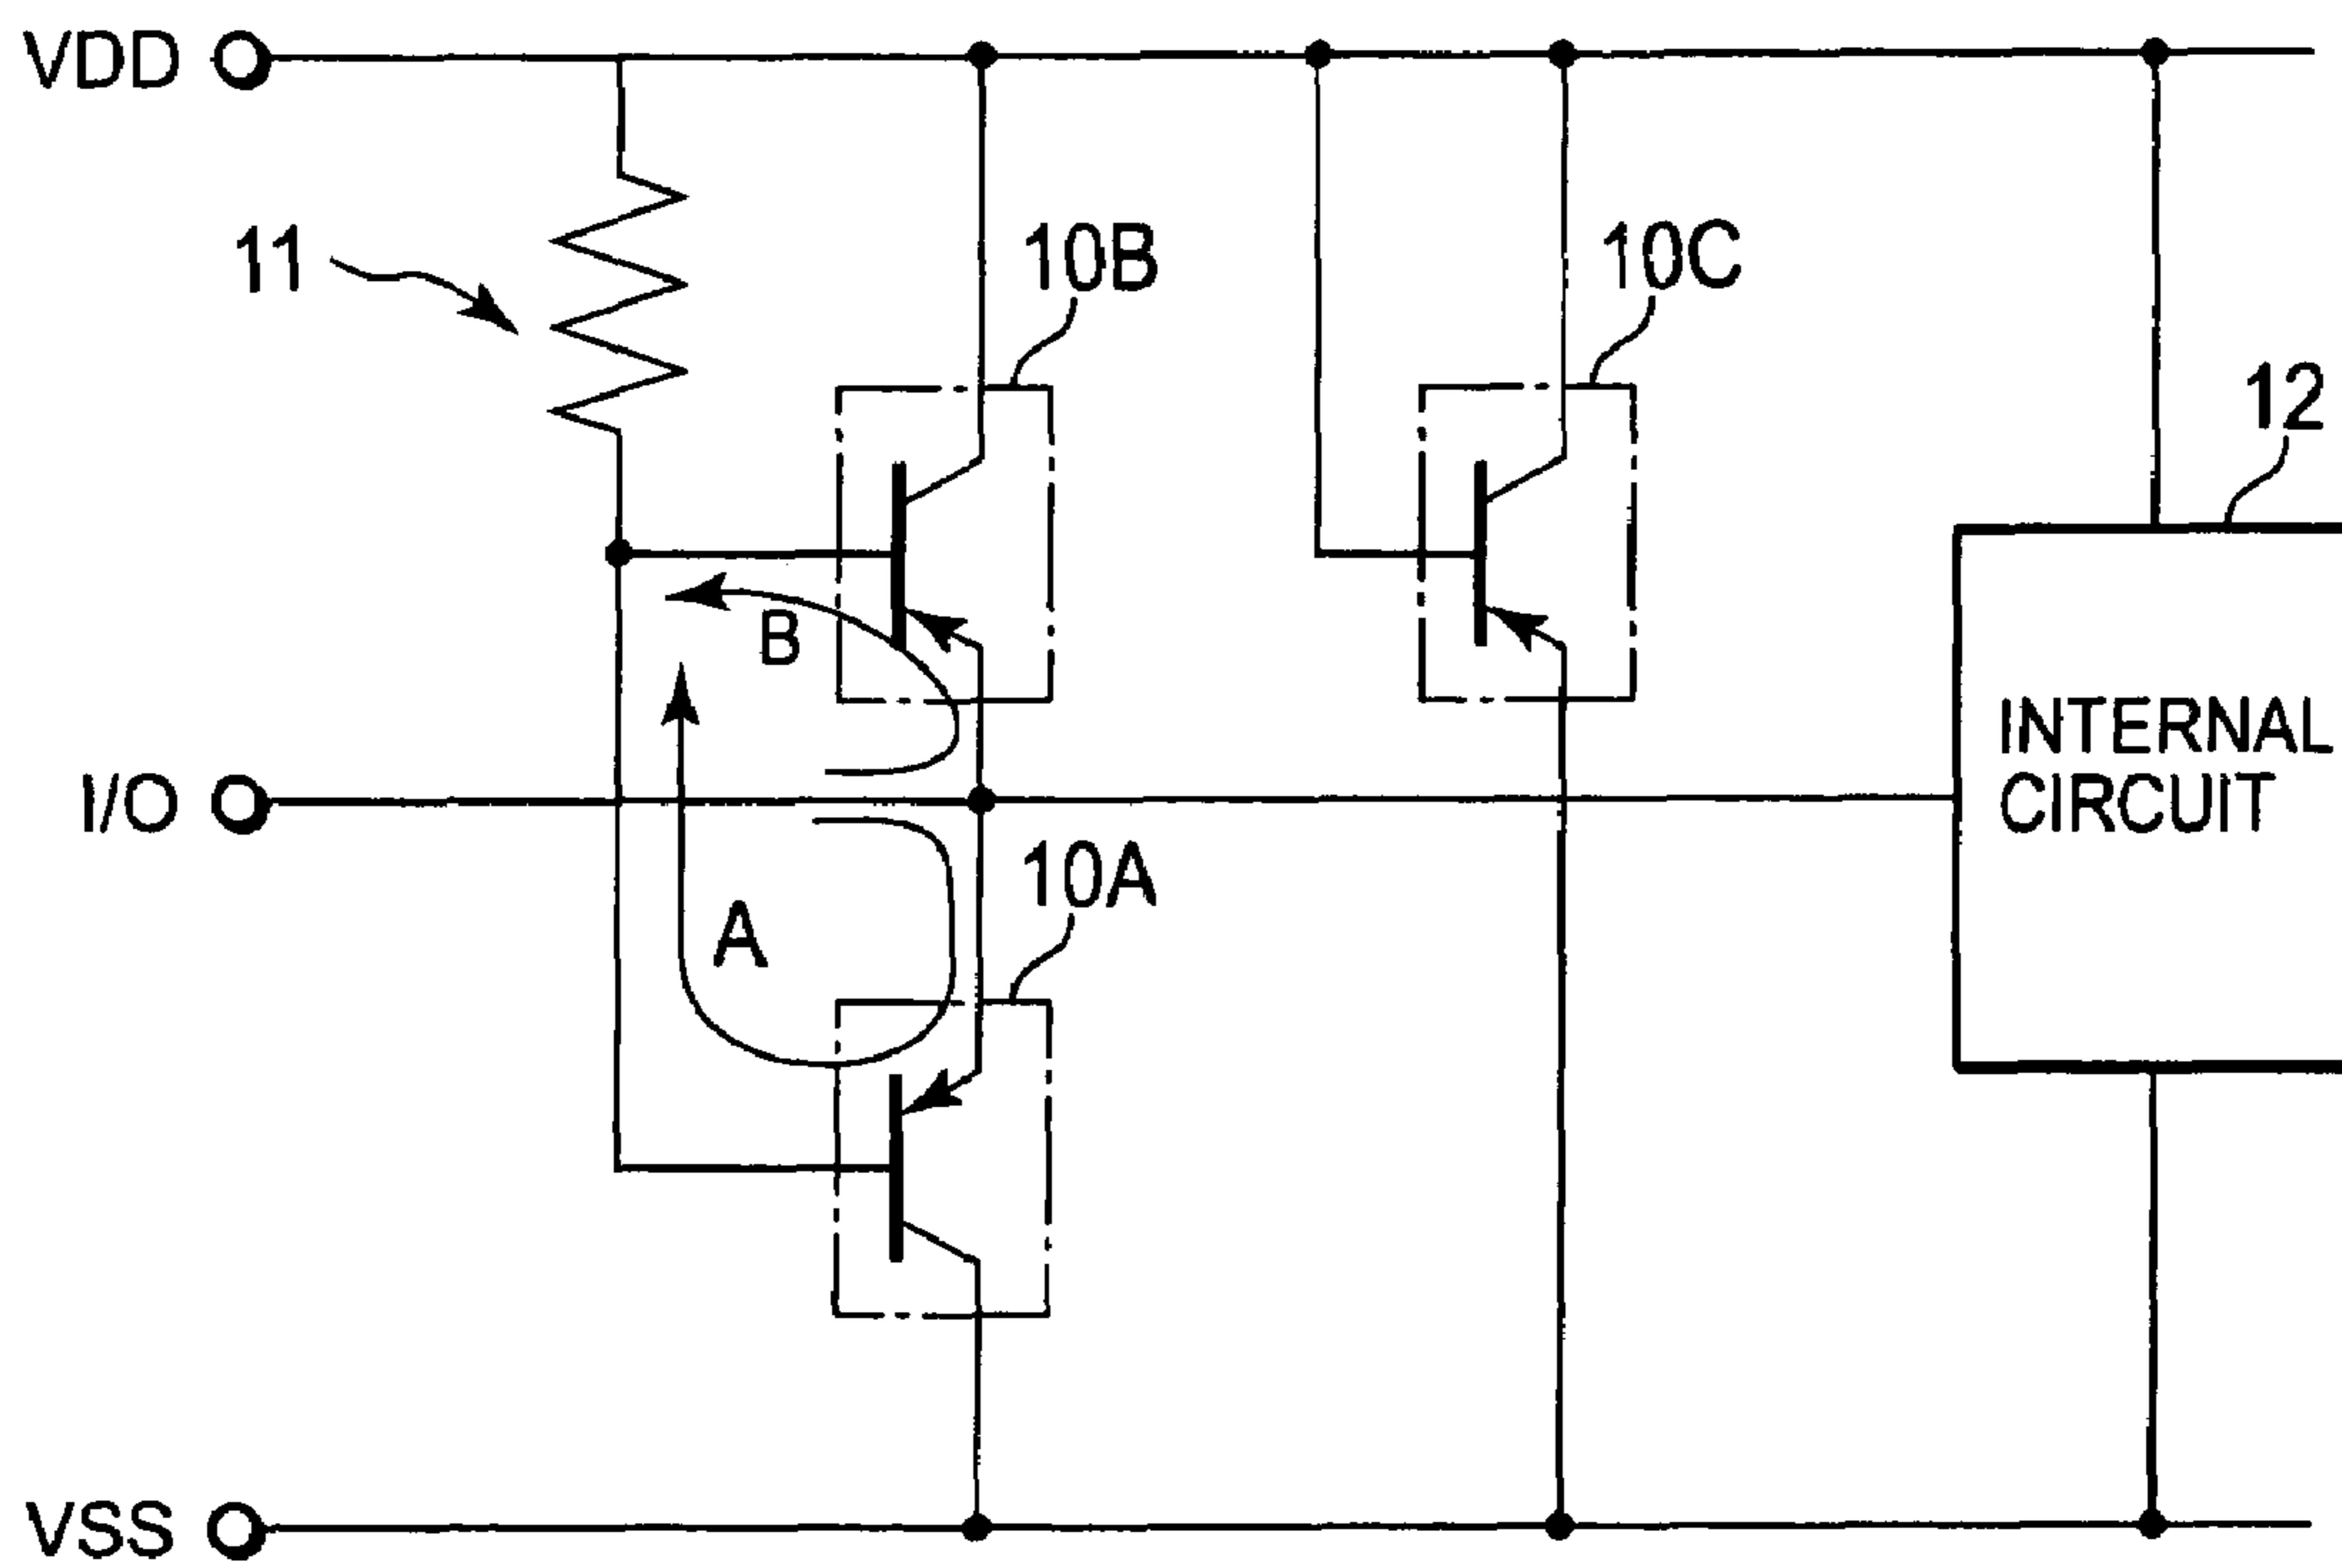 VDD
11
10B
10C
12
B
INTERNAL
CIRCUIT
I/O
10A
A
VSS